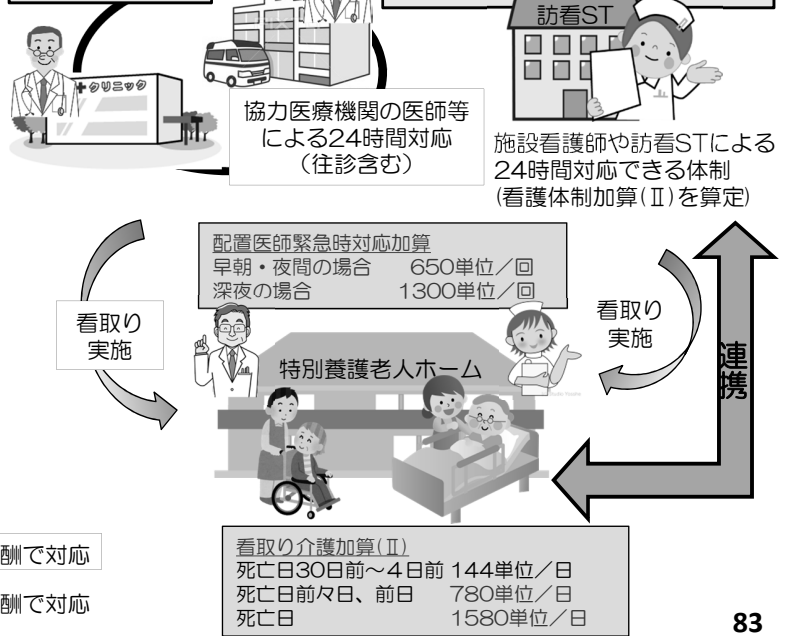 訪看ST
クリニック
協力医療機関の医師等
による24時間対応
（往診含む）
施設看護師や訪看STによる
24時間対応できる体制
(看護体制加算(Ⅱ)を算定)
配置医師緊急時対応加算
早朝・夜間の場合 650単位／回
深夜の場合 1300単位／回
看取り
実施
看取り
実施
連携
特別養護老人ホーム
看取り介護加算(Ⅱ)
死亡日30日前～4日前 144単位／日
死亡日前々日、前日 780単位／日
死亡日 1580単位／日
酬で対応
酬で対応
83